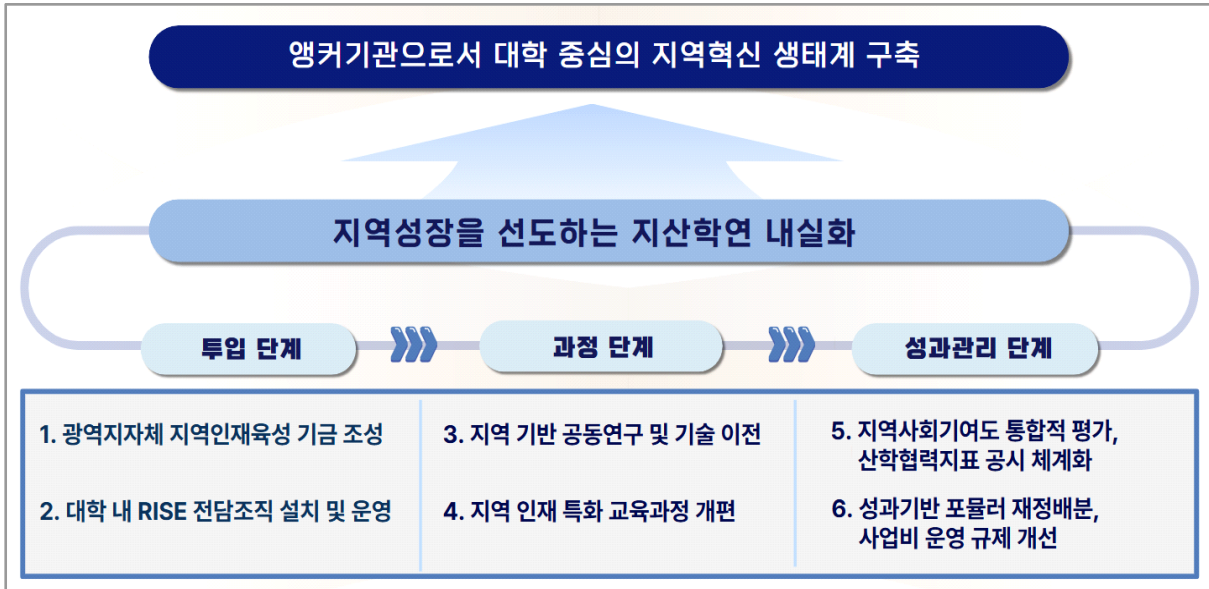 앵커기관으로서 대학 중심의 지역혁신 생태계 구축
지역성장을 선도하는 지산학연 내실화
투입 단계
과정 단계
성과관리 단계
1. 광역지자체 지역인재육성 기금 조성
2. 대학 내 RISE 전담조직 설치 및 운영
3. 지역 기반 공동연구 및 기술 이전
4. 지역 인재 특화 교육과정 개편
5. 지역사회기여도 통합적 평가,
산학협력지표 공시 체계화
6. 성과기반 포뮬러 재정배분,
사업비 운영 규제 개선